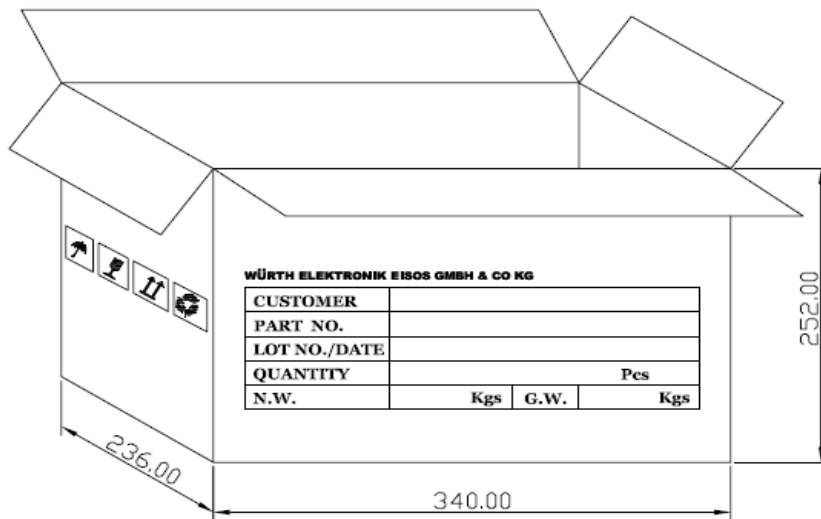 WÜRTH ELEKTRONIK EISOS GMBH & CO KG
CUSTOMER
PART NO.
LOT NO./DATE
QUANTITY Pcs
N.W. Kgs G.W. Kgs
252.00
236.00
340.00